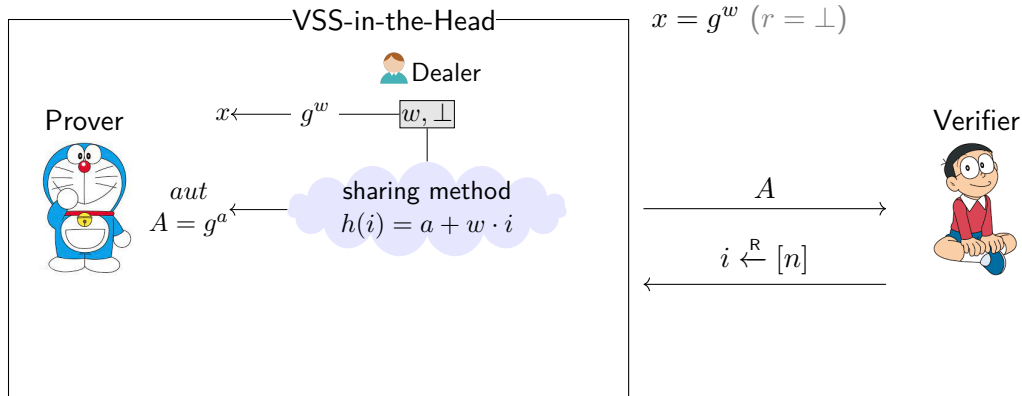 VSS-in-the-Head
x = g^w (r = ⊥)
Dealer
Prover
x ← g^w — w, ⊥
Verifier
aut
A = g^a
sharing method
h(i) = a + w · i
A
i ←R [n]